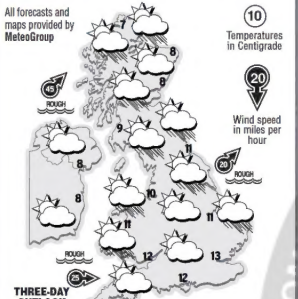 All forecasts and
maps provided by
MeteoGroup
10
Temperatures
in Centigrade
20
Wind speed
in miles per
hour
7
8
8
45
ROUGH
9
11
8
20
ROUGH
8
10
11
11
12
13
ROUGH
25
12
THREE-DAY